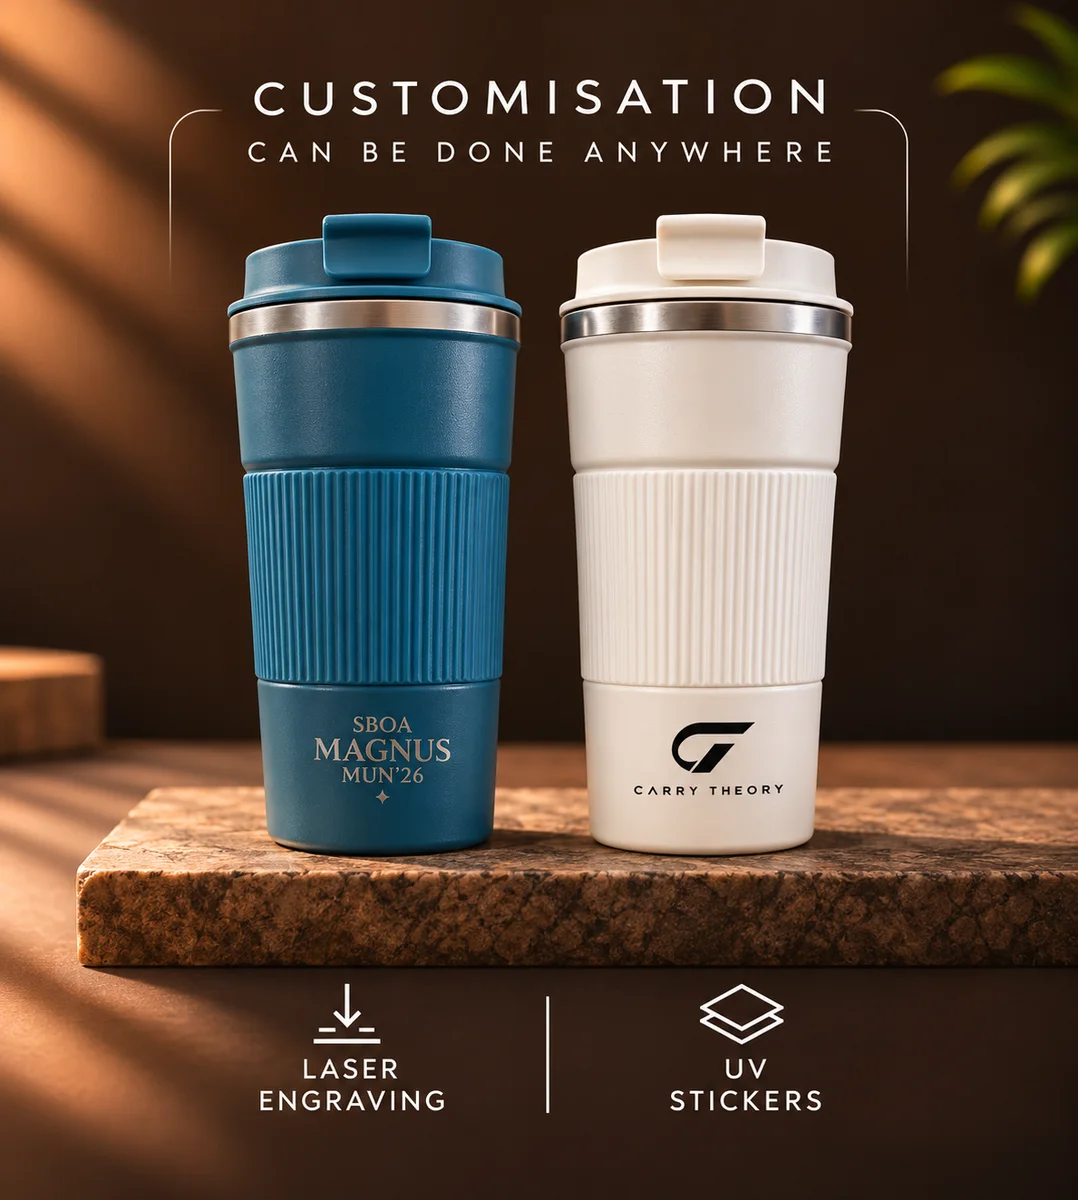 CUSTOMISATION
CAN BE DONE ANYWHERE
SBOA
MAGNUS
MUN'26
CARRY THEORY
LASER
ENGRAVING
UV
STICKERS